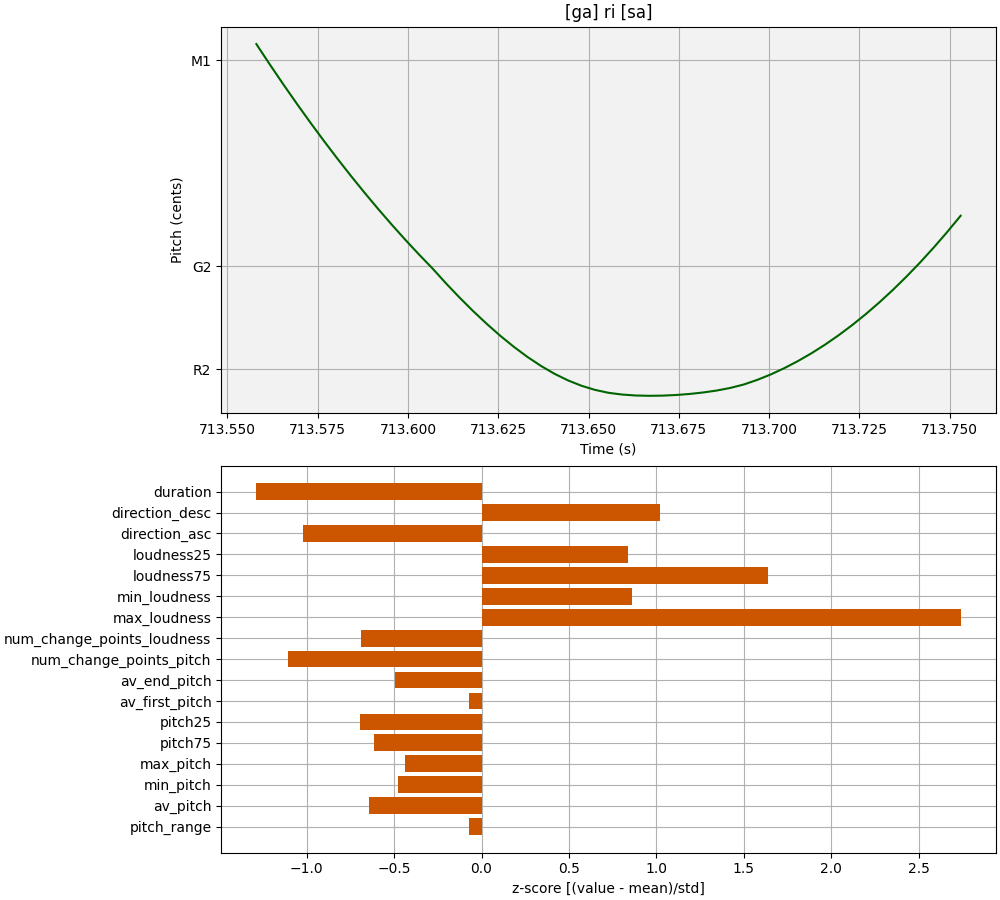 [ga] ri [sa]
M1
G2
R2
Pitch (cents)
713.550 713.575 713.600 713.625 713.650 713.675 713.700 713.725 713.750
Time (s)
duration
direction_desc
direction_asc
loudness25
loudness75
min_loudness
max_loudness
num_change_points_loudness
num_change_points_pitch
av_end_pitch
av_first_pitch
pitch25
pitch75
max_pitch
min_pitch
av_pitch
pitch_range
−1.0 −0.5 0.0 0.5 1.0 1.5 2.0 2.5
z-score [(value - mean)/std]